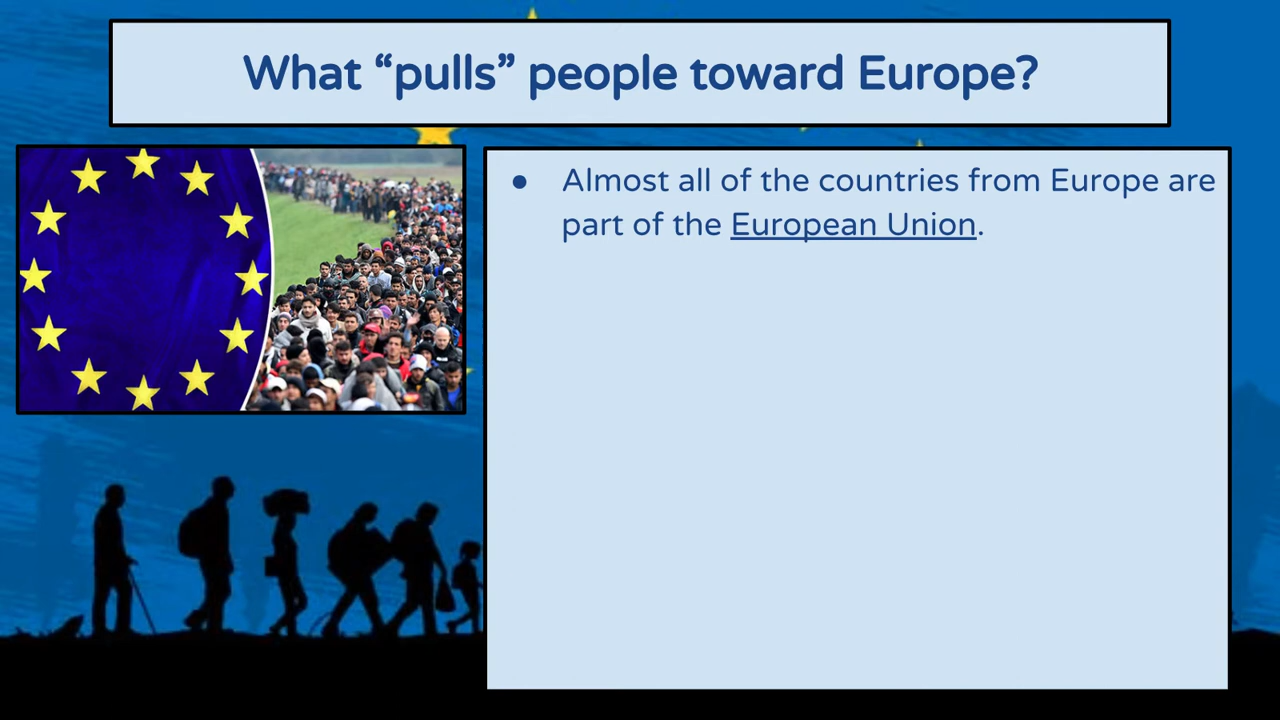 What “pulls” people toward Europe?
● Almost all of the countries from Europe are
part of the European Union.